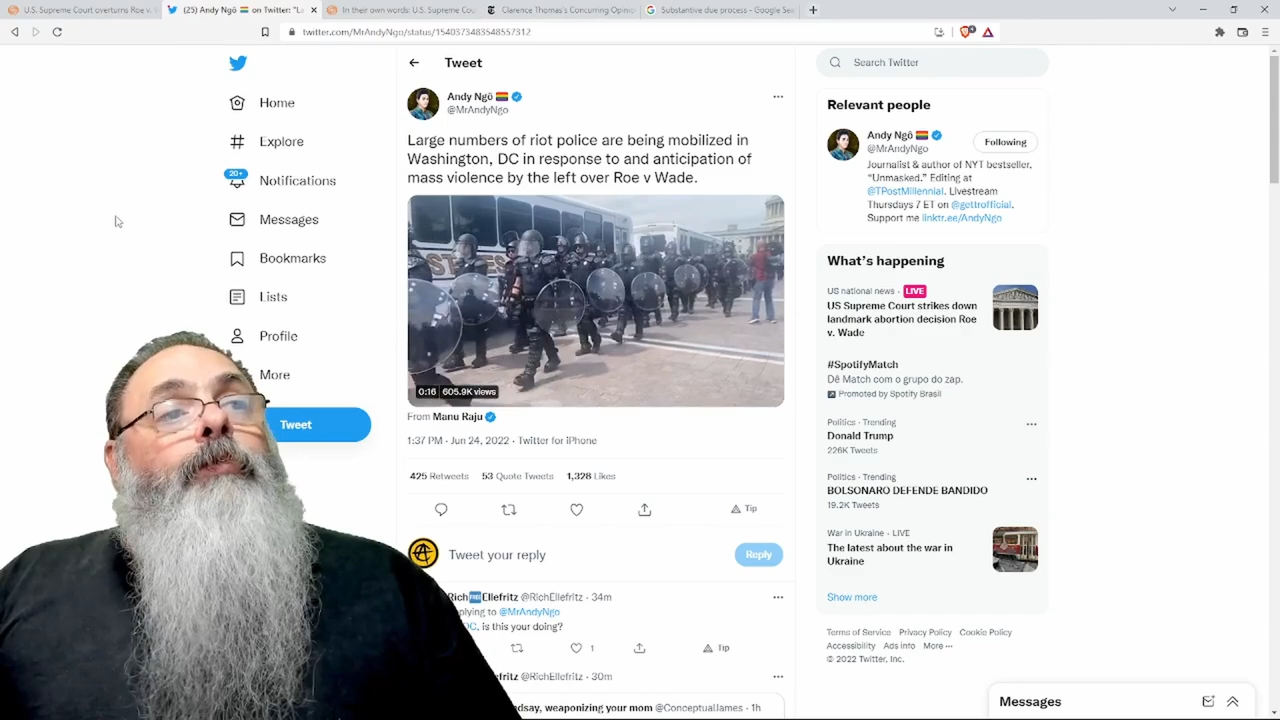 U.S. Supreme Court overturns Roe v.
(25) Andy Ngô on Twitter: "La
In their own words: U.S. Supreme Cou
Clarence Thomas's Concurring Opinio
Substantive due process - Google Sea
twitter.com/MrAndyNgo/status/1540373483548557312
Home
Explore
20+
Notifications
Messages
Bookmarks
Lists
Profile
More
Tweet
Tweet
Andy Ngô
@MrAndyNgo
Large numbers of riot police are being mobilized in
Washington, DC in response to and anticipation of
mass violence by the left over Roe v Wade.
0:16 605.9K views
From Manu Raju
1:37 PM · Jun 24, 2022 · Twitter for iPhone
425 Retweets 53 Quote Tweets 1,328 Likes
Tip
Tweet your reply
Reply
Rich FREE Ellefritz @RichEllefritz · 34m
plying to @MrAndyNgo
DC, is this your doing?
1
Tip
efritz @RichEllefritz · 30m
dsay, weaponizing your mom @ConceptualJames · 1h
Search Twitter
Relevant people
Andy Ngô
@MrAndyNgo
Following
Journalist & author of NYT bestseller,
"Unmasked." Editing at
@TPostMillennial. Livestream
Thursdays 7 ET on @gettrofficial.
Support me linktr.ee/AndyNgo
What's happening
US national news · LIVE
US Supreme Court strikes down
landmark abortion decision Roe
v. Wade
#SpotifyMatch
Dê Match com o grupo do zap.
Promoted by Spotify Brasil
Politics · Trending
Donald Trump
226K Tweets
Politics · Trending
BOLSONARO DEFENDE BANDIDO
19.2K Tweets
War in Ukraine · LIVE
The latest about the war in
Ukraine
Show more
Terms of Service Privacy Policy Cookie Policy
Accessibility Ads info More ···
© 2022 Twitter, Inc.
Messages